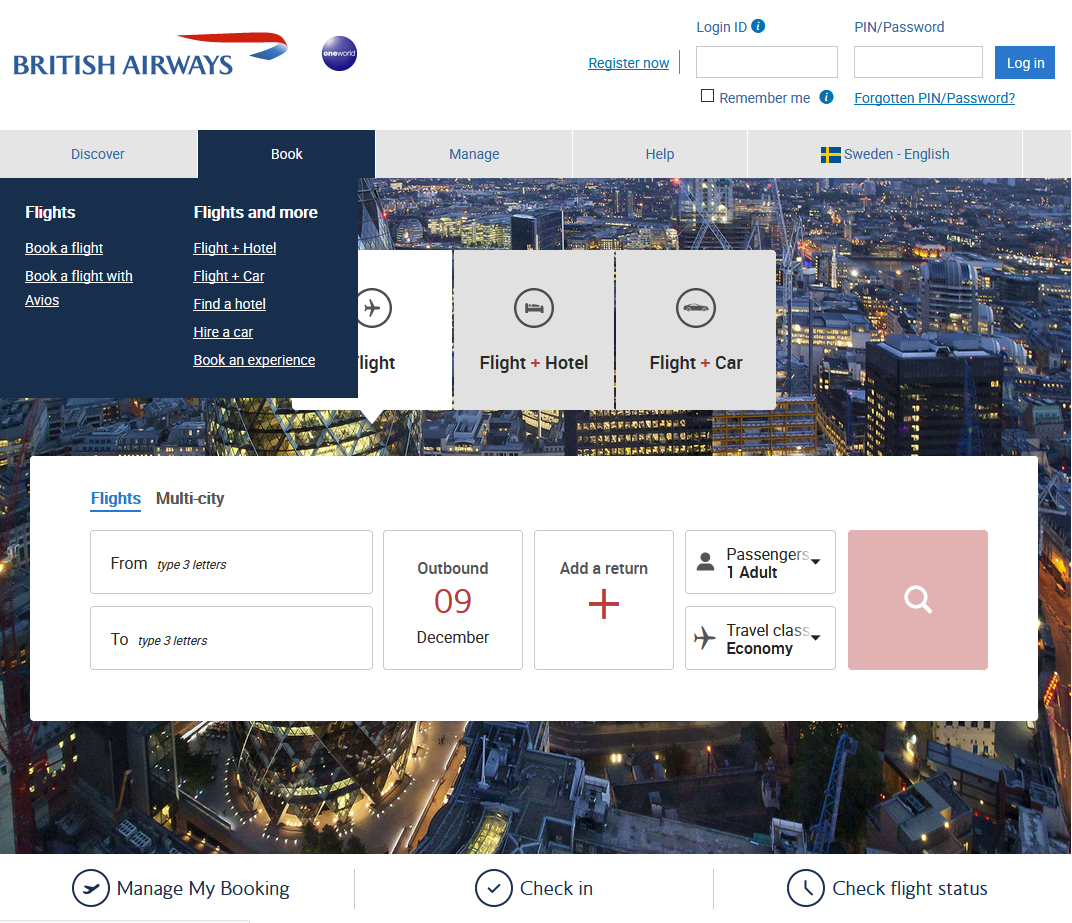 Login ID i
PIN/Password
BRITISH AIRWAYS
oneworld
Register now
Log in
Remember me i
Forgotten PIN/Password?
Discover
Book
Manage
Help
Sweden - English
Flights
Book a flight
Book a flight with
Avios
Flights and more
Flight + Hotel
Flight + Car
Find a hotel
Hire a car
Book an experience
light
Flight + Hotel
Flight + Car
Flights
Multi-city
From type 3 letters
To type 3 letters
Outbound
09
December
Add a return
Passengers
1 Adult
Travel clas
Economy
Manage My Booking
Check in
Check flight status